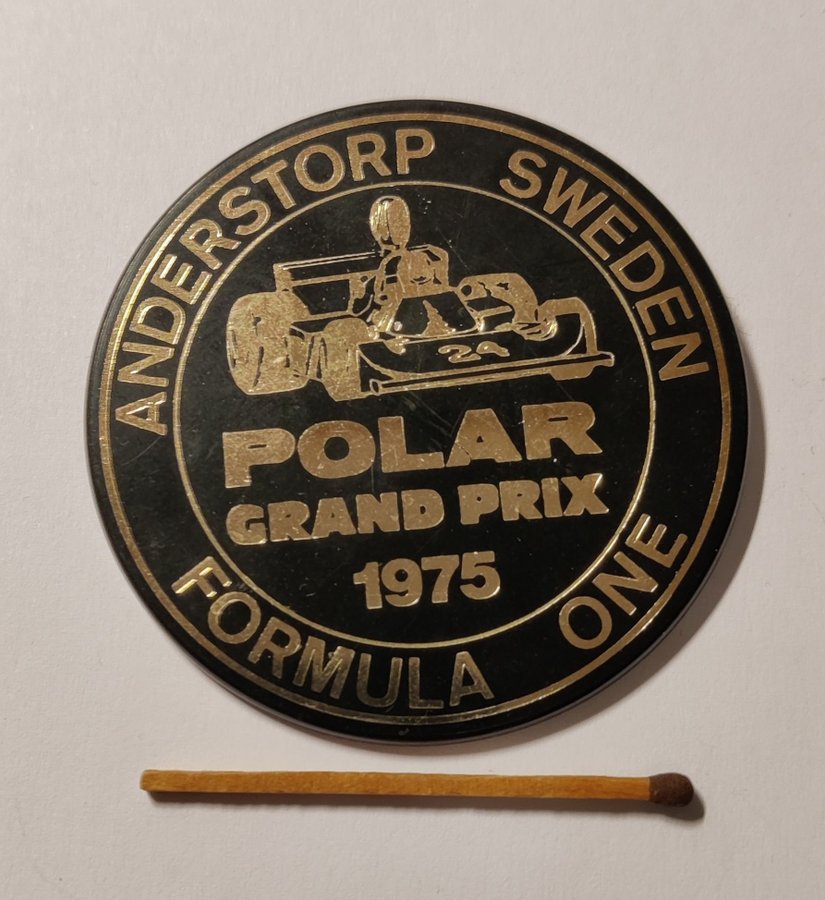 ANDERSTORP SWEDEN
24
POLAR
GRAND PRIX
1975
FORMULA ONE